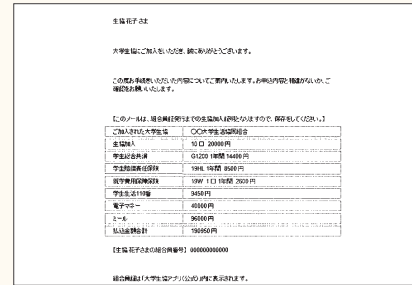 生協花子さま
大学生協にご加入をいただき、誠にありがとうございます。
この度お手続きいただいた内容についてご案内いたします。お申込内容と相違がないか、ご
確認をお願いいたします。
【このメールは、組合員証発行までの生協加入証明となりますので、保存をしてください。】
ご加入された大学生協 〇〇大学生活協同組合
生協加入 10口 20000円
学生総合共済 G1200 1年間 14400円
学生賠償責任保険 19HL 1年間 8500円
就学費用保障保険 19W 1口 1年間 2600円
学生生活110番 9450円
電子マネー 40000円
ミール 96000円
払込金額合計 190950円
【生協花子さまの組合員番号】 000000000000
組合員証は「大学生協アプリ(公式)」内に表示されます。